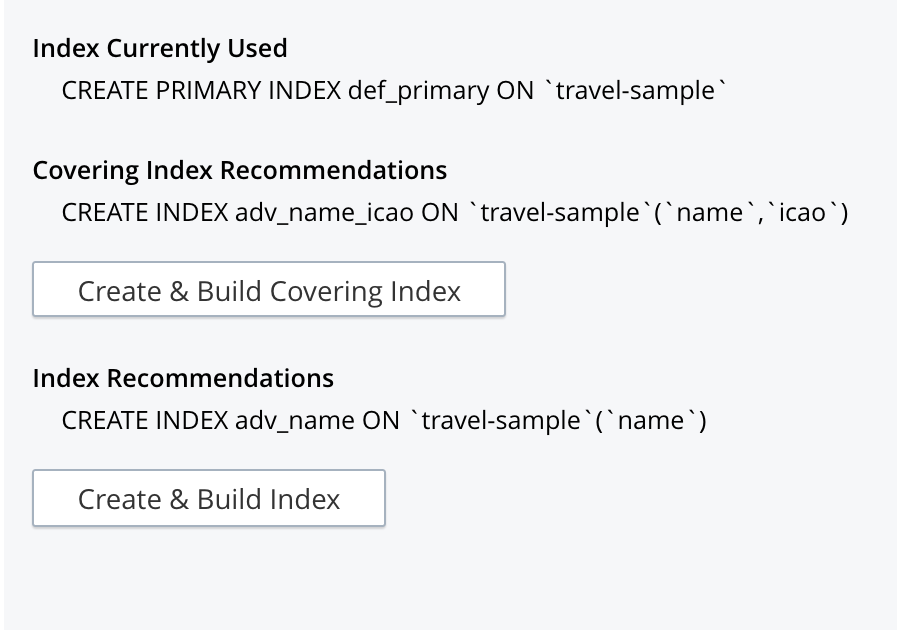 Index Currently Used
CREATE PRIMARY INDEX def_primary ON `travel-sample`
Covering Index Recommendations
CREATE INDEX adv_name_icao ON `travel-sample`(`name`,`icao`)
Create & Build Covering Index
Index Recommendations
CREATE INDEX adv_name ON `travel-sample`(`name`)
Create & Build Index